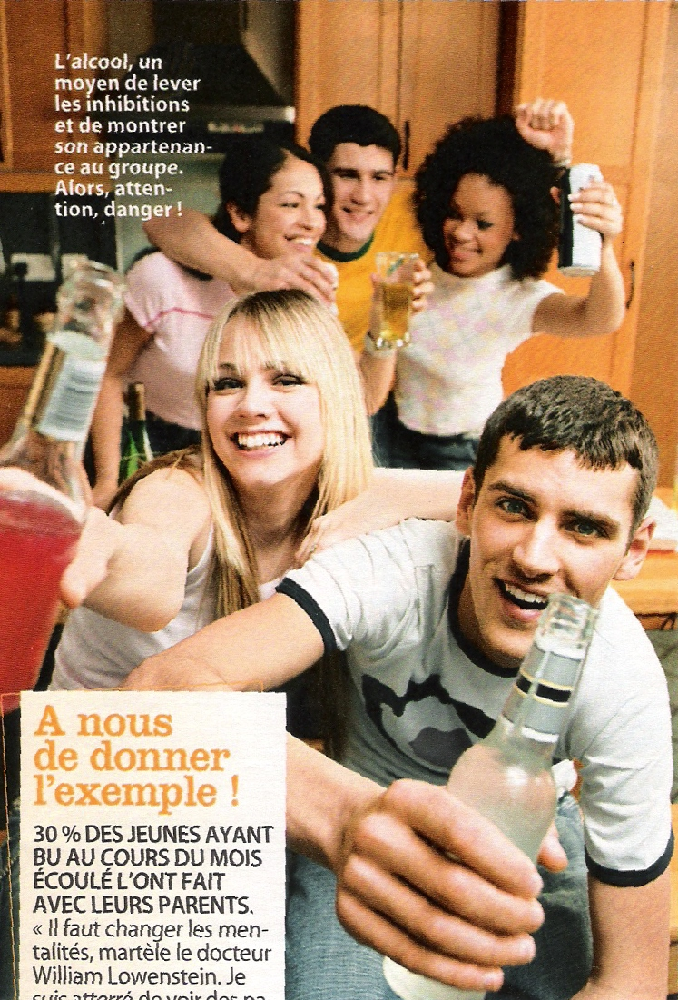 L'alcool, un
moyen de lever
les inhibitions
et de montrer
son appartenan-
ce au groupe.
Alors, atten-
tion, danger !
A nous
de donner
l'exemple !
30 % DES JEUNES AYANT
BU AU COURS DU MOIS
ÉCOULÉ L'ONT FAIT
AVEC LEURS PARENTS.
« Il faut changer les men-
talités, martèle le docteur
William Lowenstein. Je
suis atterré de voir des pa-